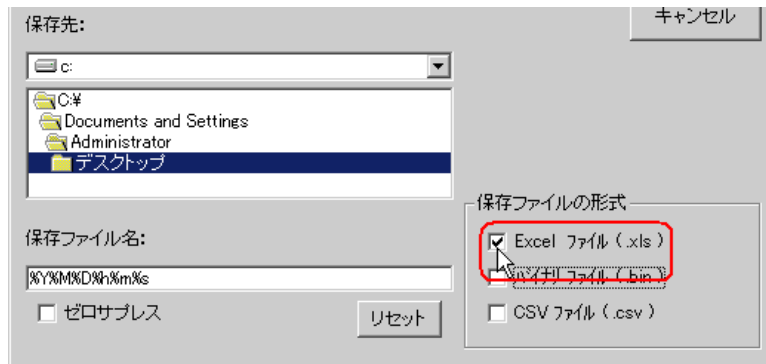 保存先:
キャンセル
c:
C:¥
Documents and Settings
Administrator
デスクトップ
保存ファイル名:
%Y%M%D%h%m%s
ゼロサプレス
リセット
保存ファイルの形式
Excel ファイル ( .xls )
バイナリ ファイル ( .bin )
CSV ファイル ( .csv )